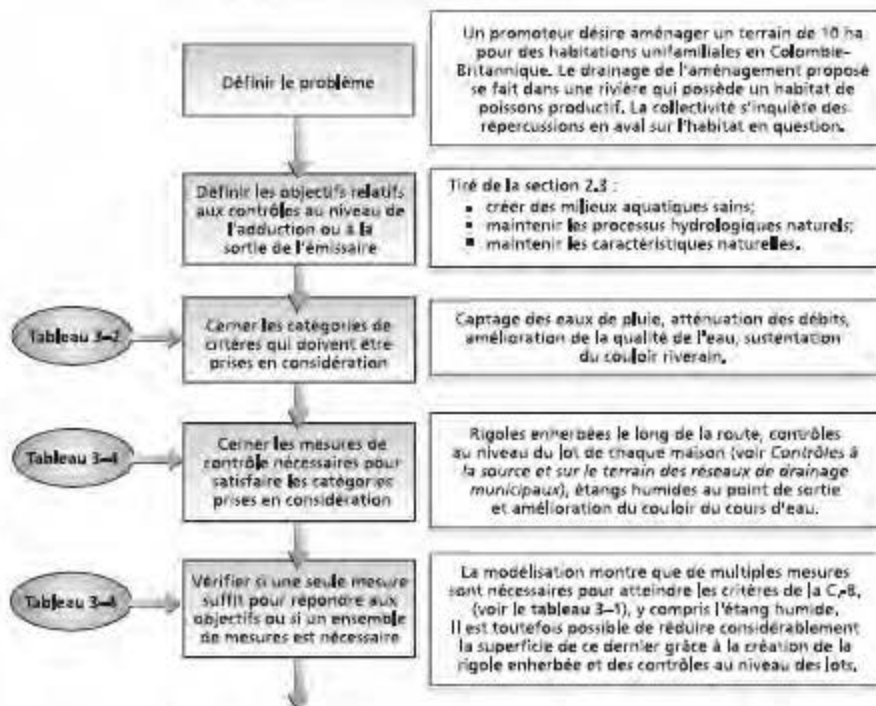 Définir le problème
Un promoteur désire aménager un terrain de 10 ha
pour des habitations unifamiliales en Colombie-
Britannique. Le drainage de l'aménagement proposé
se fait dans une rivière qui possède un habitat de
poissons productif. La collectivité s'inquiète des
répercussions en aval sur l'habitat en question.
Définir les objectifs relatifs
aux contrôles au niveau de
l'adduction ou à la
sortie de l'émissaire
Tiré de la section 2.3 :
▪ créer des milieux aquatiques sains;
▪ maintenir les processus hydrologiques naturels;
▪ maintenir les caractéristiques naturelles.
Tableau 3–2
Cerner les catégories de
critères qui doivent être
prises en considération
Captage des eaux de pluie, atténuation des débits,
amélioration de la qualité de l'eau, sustentation
du couloir riverain.
Tableau 3–4
Cerner les mesures de
contrôle nécessaires pour
satisfaire les catégories
prises en considération
Rigoles enherbées le long de la route, contrôles
au niveau du lot de chaque maison (voir Contrôles à
la source et sur le terrain des réseaux de drainage
municipaux), étangs humides au point de sortie
et amélioration du couloir du cours d'eau.
Tableau 3–4
Vérifier si une seule mesure
suffit pour répondre aux
objectifs ou si un ensemble
de mesures est nécessaire
La modélisation montre que de multiples mesures
sont nécessaires pour atteindre les critères de la C.-B.
(voir le tableau 3–1), y compris l'étang humide.
Il est toutefois possible de réduire considérablement
la superficie de ce dernier grâce à la création de la
rigole enherbée et des contrôles au niveau des lots.